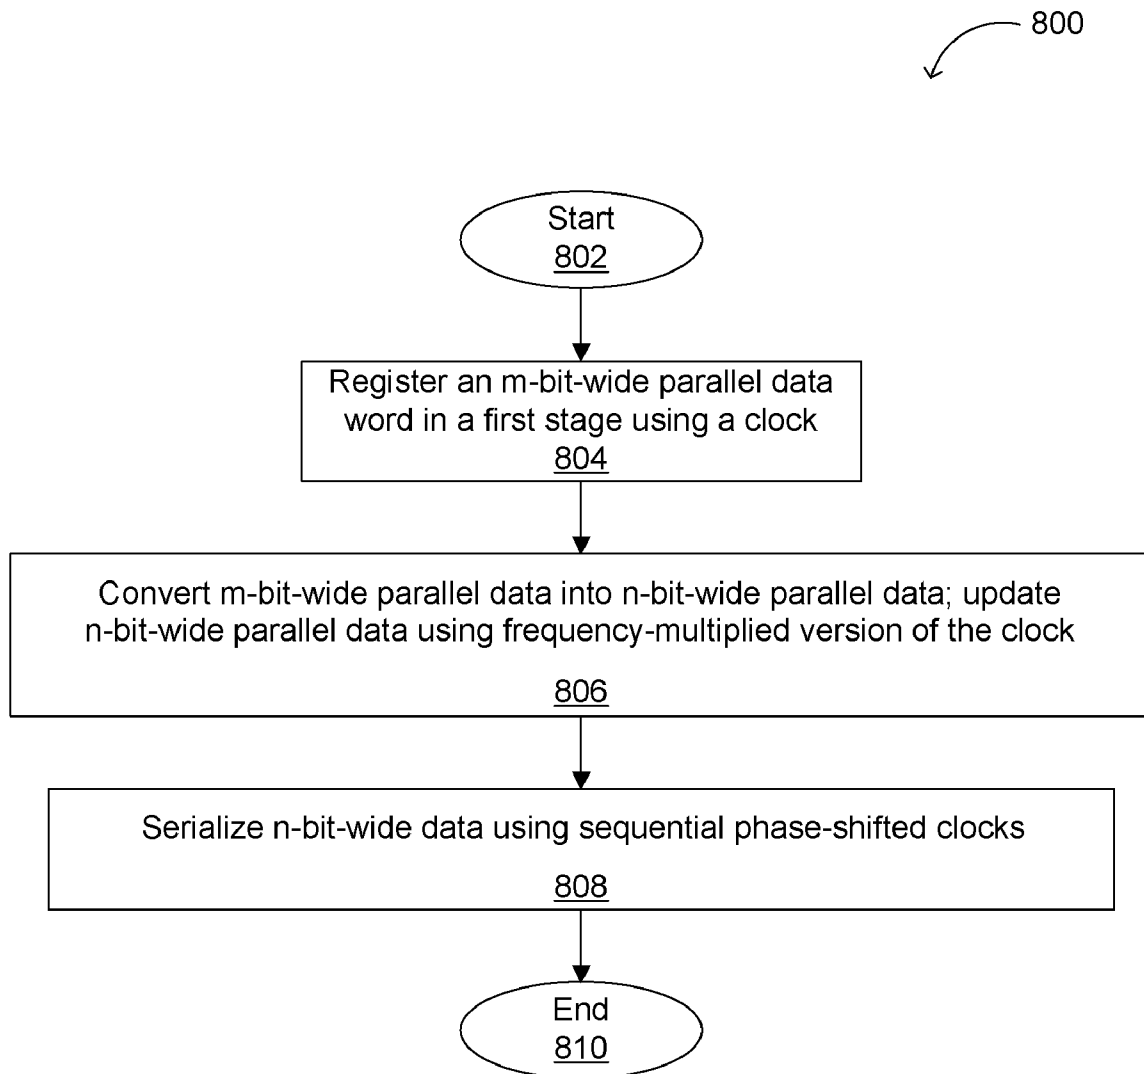 800
Start
802
Register an m-bit-wide parallel data
word in a first stage using a clock
804
Convert m-bit-wide parallel data into n-bit-wide parallel data; update
n-bit-wide parallel data using frequency-multiplied version of the clock
806
Serialize n-bit-wide data using sequential phase-shifted clocks
808
End
810